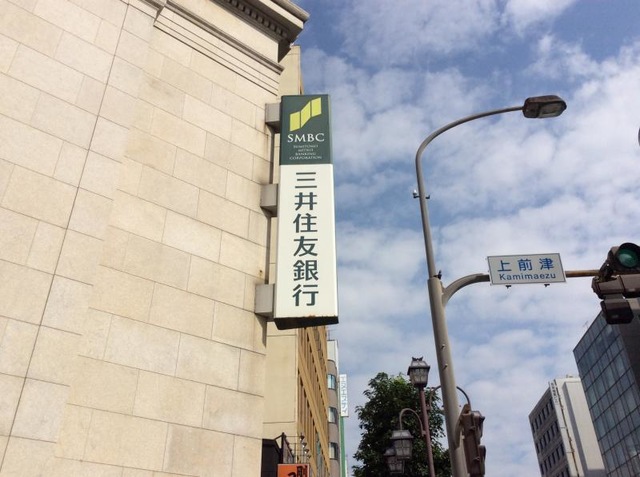 SMBC
SUMITOMO
MITSUI
BANKING
CORPORATION
三井住友銀行
上前津
Kamimaezu